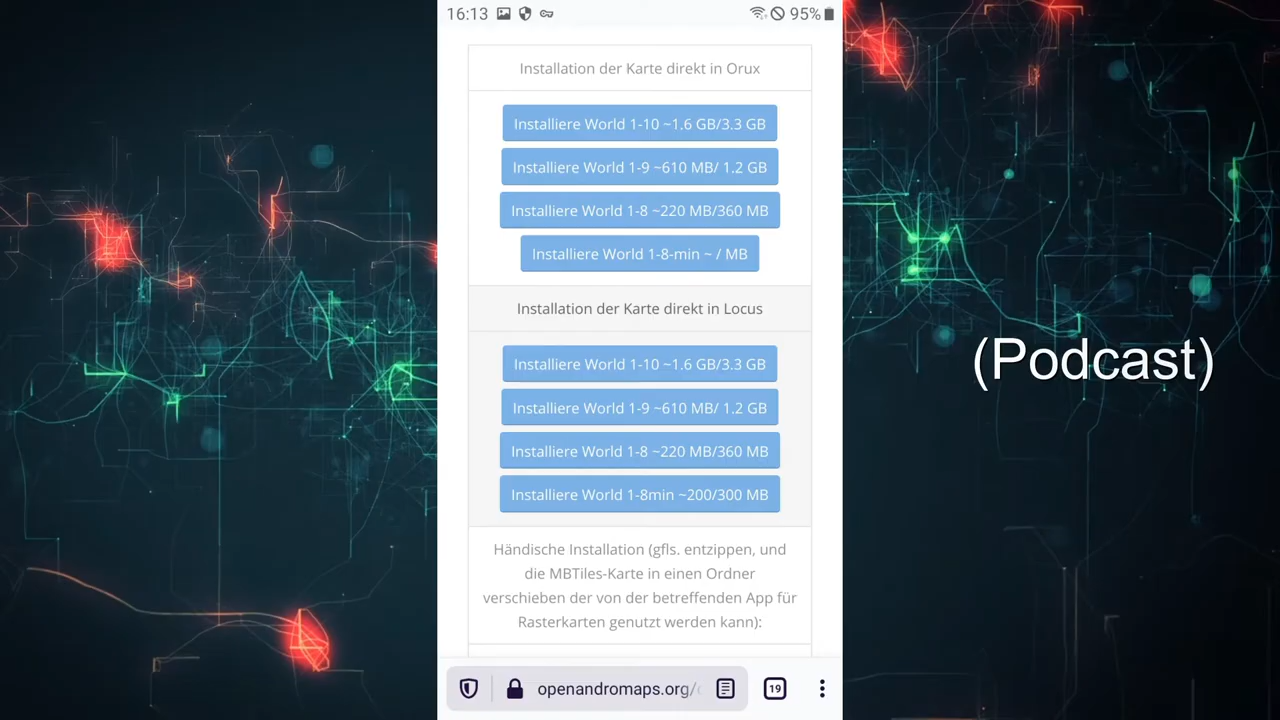 16:13
95%
Installation der Karte direkt in Orux
Installiere World 1-10 ~1.6 GB/3.3 GB
Installiere World 1-9 ~610 MB/ 1.2 GB
Installiere World 1-8 ~220 MB/360 MB
Installiere World 1-8-min ~ / MB
Installation der Karte direkt in Locus
Installiere World 1-10 ~1.6 GB/3.3 GB
Installiere World 1-9 ~610 MB/ 1.2 GB
Installiere World 1-8 ~220 MB/360 MB
Installiere World 1-8min ~200/300 MB
Händische Installation (gfls. entzippen, und
die MBTiles-Karte in einen Ordner
verschieben der von der betreffenden App für
Rasterkarten genutzt werden kann):
openandromaps.org/
19
(Podcast)